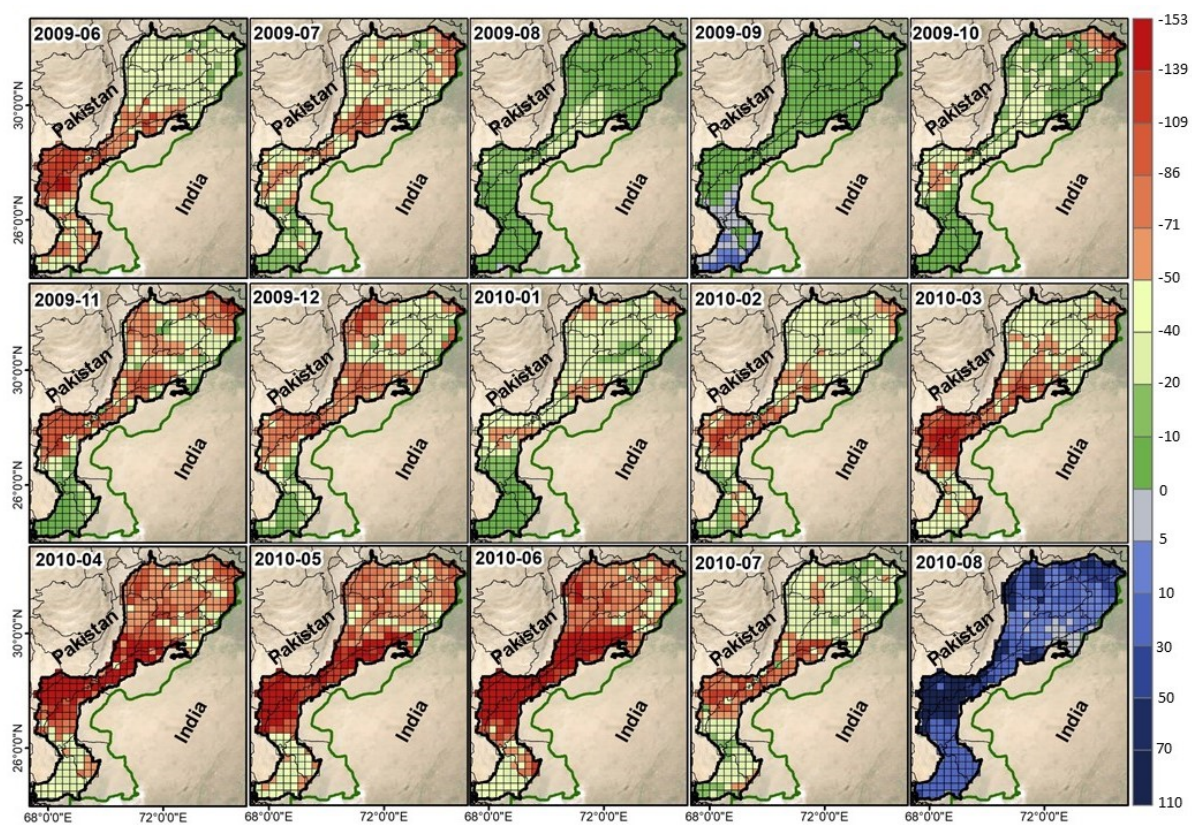 2009-06
Pakistan
India
2009-07
Pakistan
India
2009-08
Pakistan
India
2009-09
Pakistan
India
2009-10
Pakistan
India
30°0'0"N
26°0'0"N
2009-11
Pakistan
India
2009-12
Pakistan
India
2010-01
Pakistan
India
2010-02
Pakistan
India
2010-03
Pakistan
India
30°0'0"N
26°0'0"N
2010-04
Pakistan
India
2010-05
Pakistan
India
2010-06
Pakistan
India
2010-07
Pakistan
India
2010-08
Pakistan
India
30°0'0"N
26°0'0"N
68°0'0"E
72°0'0"E
68°0'0"E
72°0'0"E
68°0'0"E
72°0'0"E
68°0'0"E
72°0'0"E
68°0'0"E
72°0'0"E
-153
-139
-109
-86
-71
-50
-40
-20
-10
0
5
10
30
50
70
110